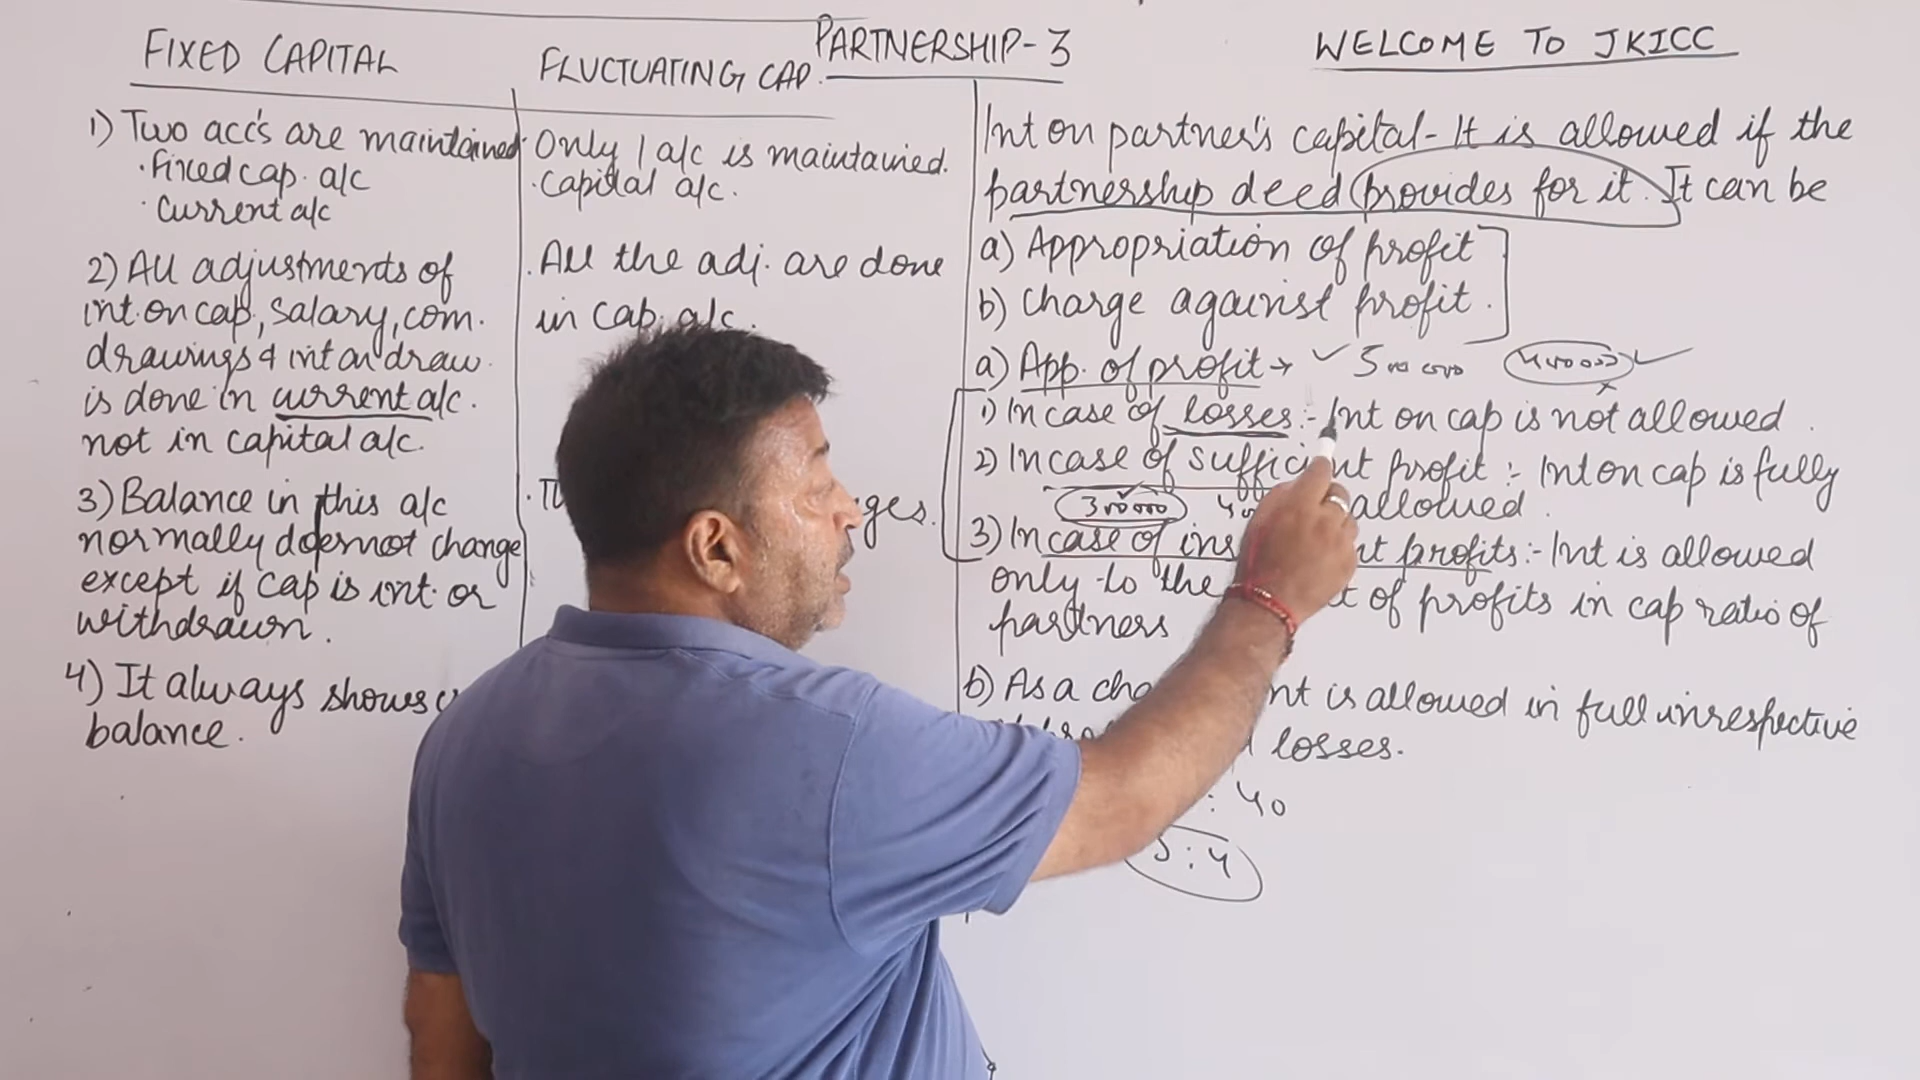 PARTNERSHIP-3
WELCOME TO JKICC
FIXED CAPITAL
1) Two acc's are maintained
· Fixed cap. a/c
· Current a/c
2) All adjustments of
int. on cap, salary, com.
drawings & int on draw
is done in current a/c.
not in capital a/c.
3) Balance in this a/c
normally does not change
except if cap is int. or
withdrawn.
4) It always shows
balance.
FLUCTUATING CAP.
· Only 1 a/c is maintained.
· Capital a/c.
· All the adj. are done
in cap. a/c.
Int on partner's capital- It is allowed if the
partnership deed provides for it. It can be
a) Appropriation of profit
b) Charge against profit.
a) App. of profit →
1) In case of losses:- Int on cap is not allowed.
2) In case of sufficient profit :- Int on cap is fully
300000 allowed.
3) In case of profits:- Int is allowed
only to the of profits in cap ratio of
partners
b) As a is allowed in full irrespective
losses.
: 40
: 4